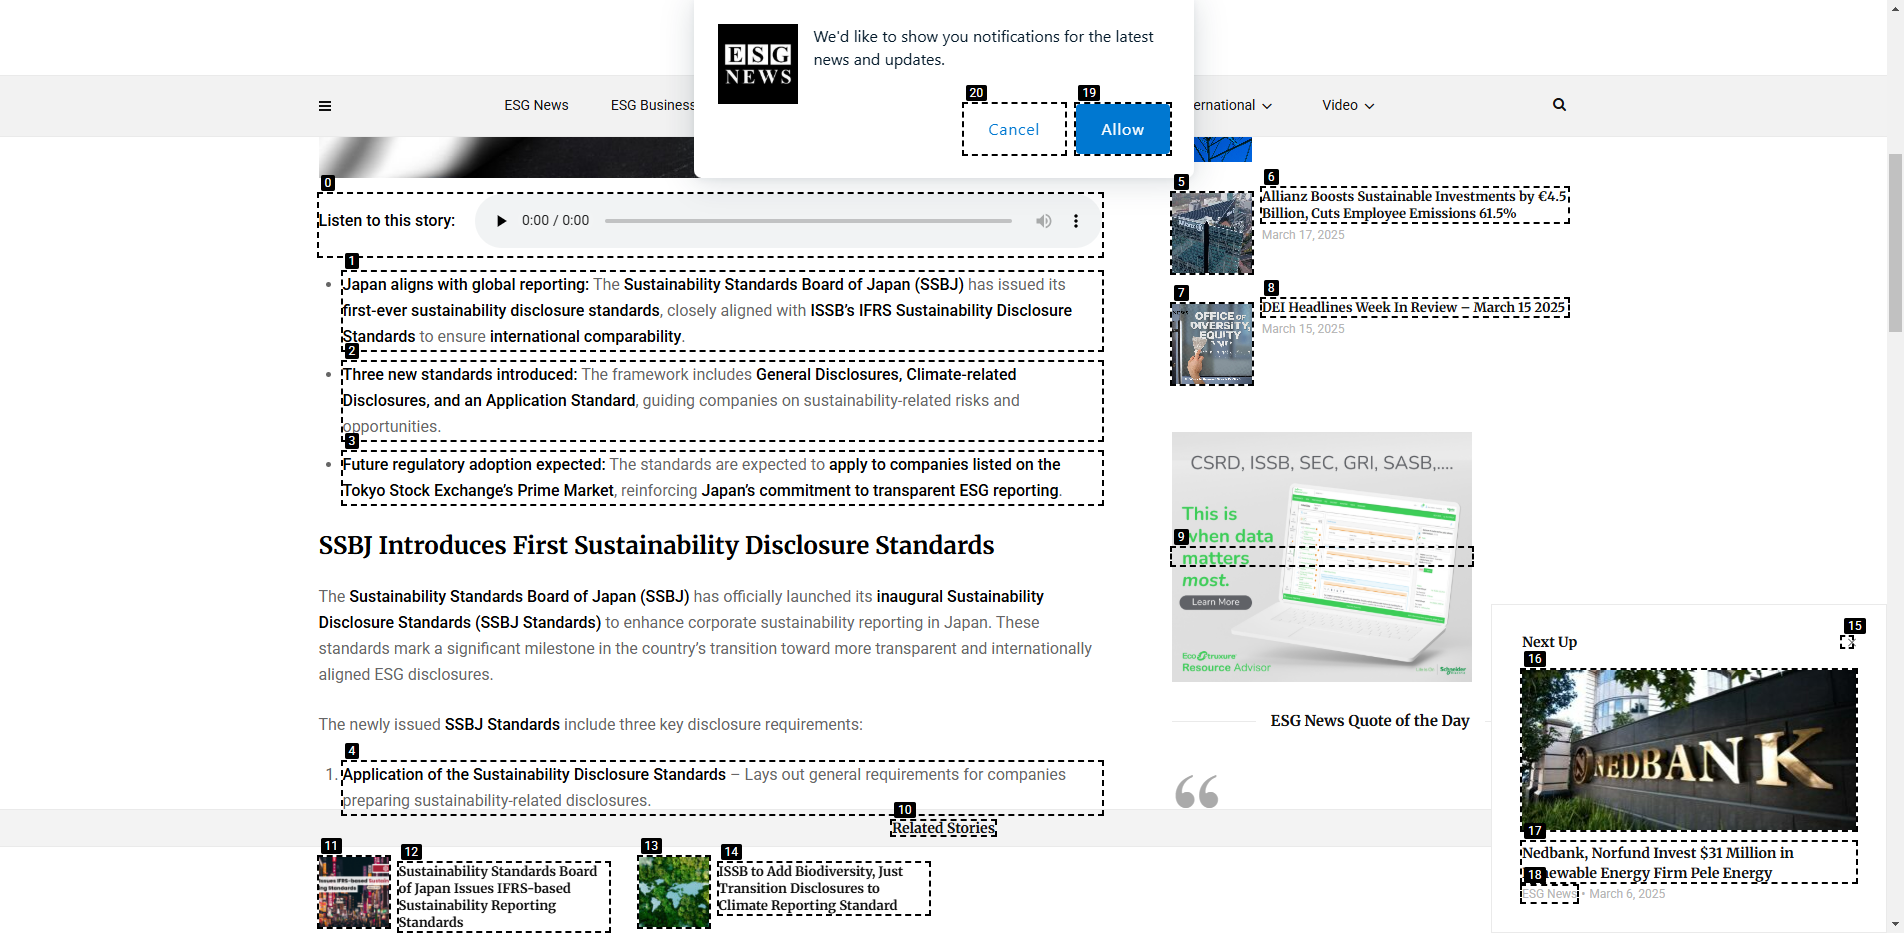 ESG
NEWS
We'd like to show you notifications for the latest
news and updates.
20
19
Cancel
Allow
ESG News
ESG Business
ernational
Video
0
Listen to this story:
0:00 / 0:00
1
Japan aligns with global reporting: The Sustainability Standards Board of Japan (SSBJ) has issued its
first-ever sustainability disclosure standards, closely aligned with ISSB's IFRS Sustainability Disclosure
Standards to ensure international comparability.
2
Three new standards introduced: The framework includes General Disclosures, Climate-related
Disclosures, and an Application Standard, guiding companies on sustainability-related risks and
opportunities.
3
Future regulatory adoption expected: The standards are expected to apply to companies listed on the
Tokyo Stock Exchange's Prime Market, reinforcing Japan's commitment to transparent ESG reporting.
SSBJ Introduces First Sustainability Disclosure Standards
The Sustainability Standards Board of Japan (SSBJ) has officially launched its inaugural Sustainability
Disclosure Standards (SSBJ Standards) to enhance corporate sustainability reporting in Japan. These
standards mark a significant milestone in the country's transition toward more transparent and internationally
aligned ESG disclosures.
The newly issued SSBJ Standards include three key disclosure requirements:
4
1. Application of the Sustainability Disclosure Standards – Lays out general requirements for companies
preparing sustainability-related disclosures.
5
6
Allianz Boosts Sustainable Investments by €4.5
Billion, Cuts Employee Emissions 61.5%
March 17, 2025
7
OFFICE OF
DIVERSITY,
EQUITY
8
DEI Headlines Week In Review – March 15 2025
March 15, 2025
CSRD, ISSB, SEC, GRI, SASB,....
This is
9
when data
matters
most.
Learn More
EcoStruxure
Resource Advisor
Schneider
ESG News Quote of the Day
10
Related Stories
11
12
Sustainability Standards Board
of Japan Issues IFRS-based
Sustainability Reporting
Standards
13
14
ISSB to Add Biodiversity, Just
Transition Disclosures to
Climate Reporting Standard
15
Next Up
16
NEDBANK
17
Nedbank, Norfund Invest $31 Million in
Renewable Energy Firm Pele Energy
18
ESG News • March 6, 2025